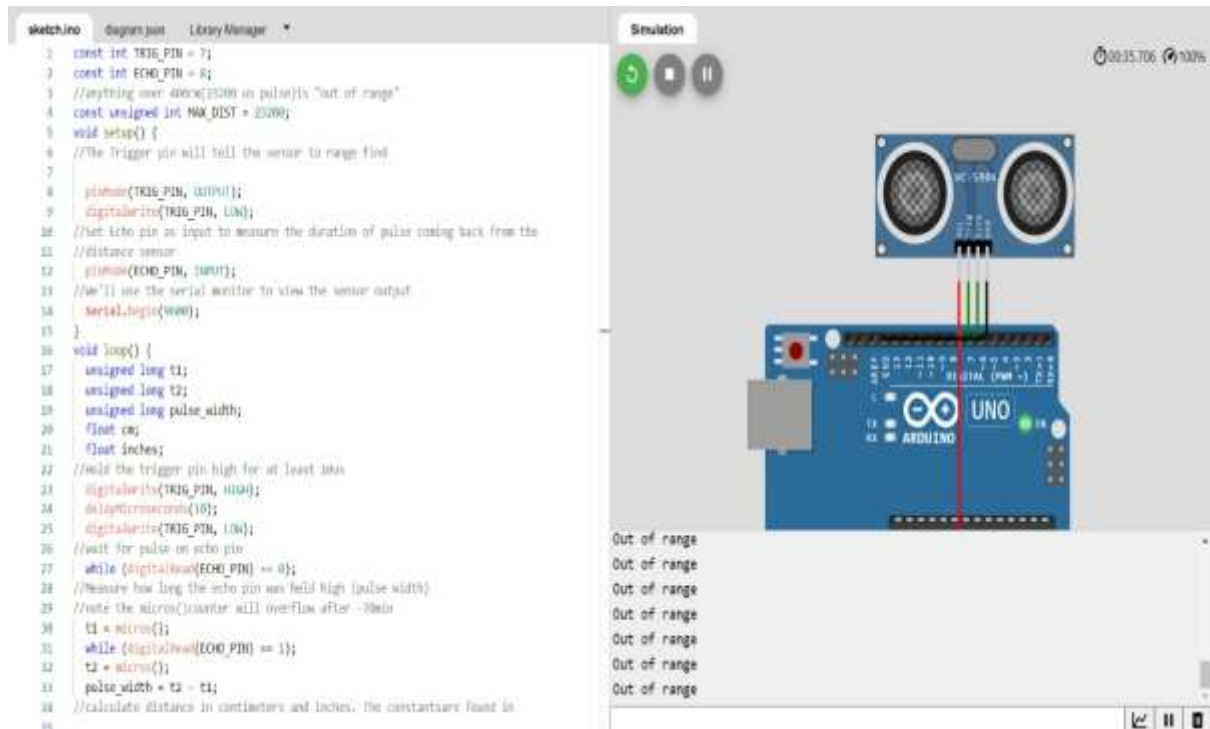 sketch.ino diagram.json Library Manager
1 const int TRIG_PIN = 7;
2 const int ECHO_PIN = 8;
3 //anything over 400cm(23200 us pulse)is "out of range"
4 const unsigned int MAX_DIST = 23200;
5 void setup() {
6 //The Trigger pin will tell the sensor to range find
7
8 pinMode(TRIG_PIN, OUTPUT);
9 digitalWrite(TRIG_PIN, LOW);
10 //Set Echo pin as input to measure the duration of pulse coming back from the
11 //distance sensor
12 pinMode(ECHO_PIN, INPUT);
13 //We'll use the serial monitor to view the sensor output
14 Serial.begin(9600);
15 }
16 void loop() {
17 unsigned long t1;
18 unsigned long t2;
19 unsigned long pulse_width;
20 float cm;
21 float inches;
22 //Hold the trigger pin high for at least 10us
23 digitalWrite(TRIG_PIN, HIGH);
24 delayMicroseconds(10);
25 digitalWrite(TRIG_PIN, LOW);
26 //wait for pulse on echo pin
27 while (digitalRead(ECHO_PIN) == 0);
28 //Measure how long the echo pin was held high (pulse width)
29 //note the micros()counter will overflow after ~70min
30 t1 = micros();
31 while (digitalRead(ECHO_PIN) == 1);
32 t2 = micros();
33 pulse_width = t2 - t1;
34 //calculate distance in centimeters and inches. The constantsare found in
35
Simulation
00:35.706 100%
HC-SR04
DIGITAL (PWM ~)
UNO
TX
RX
ARDUINO
ON
Out of range
Out of range
Out of range
Out of range
Out of range
Out of range
Out of range